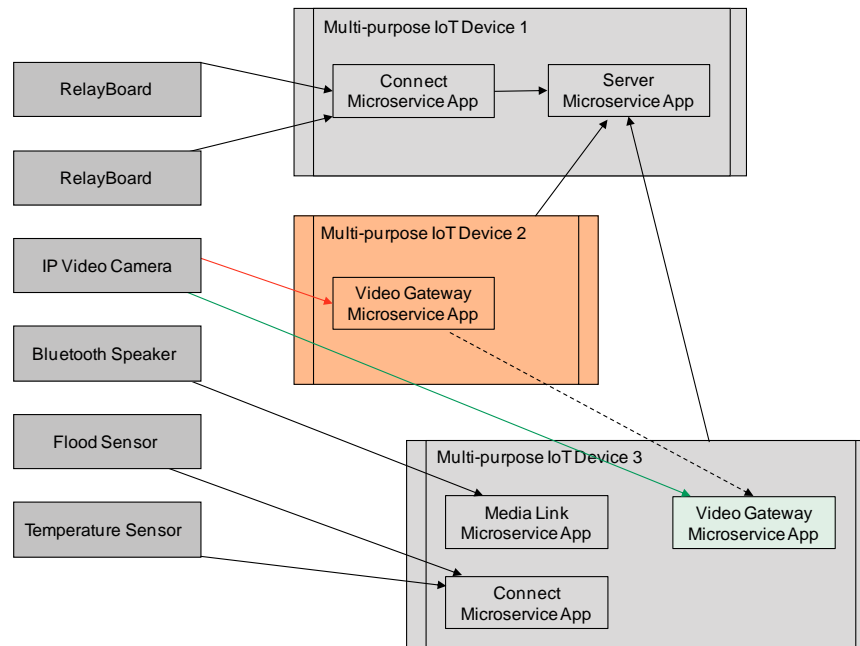 Multi-purpose IoT Device 1
Connect
Microservice App
Server
Microservice App
RelayBoard
RelayBoard
IP Video Camera
Bluetooth Speaker
Flood Sensor
Temperature Sensor
Multi-purpose IoT Device 2
Video Gateway
Microservice App
Multi-purpose IoT Device 3
Media Link
Microservice App
Video Gateway
Microservice App
Connect
Microservice App